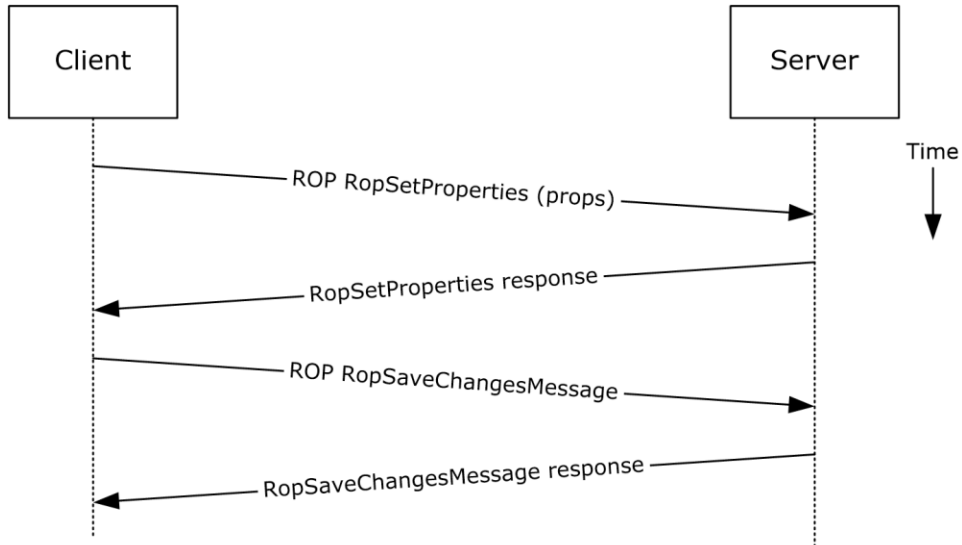 Client
Server
Time
ROP RopSetProperties (props)
RopSetProperties response
ROP RopSaveChangesMessage
RopSaveChangesMessage response